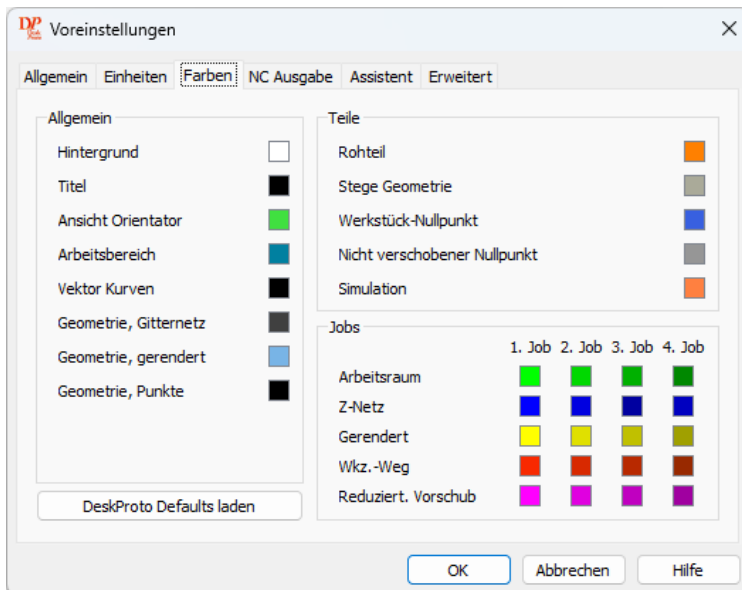 DP
Voreinstellungen
Allgemein Einheiten Farben NC Ausgabe Assistent Erweitert
Allgemein
Hintergrund
Titel
Ansicht Orientator
Arbeitsbereich
Vektor Kurven
Geometrie, Gitternetz
Geometrie, gerendert
Geometrie, Punkte
DeskProto Defaults laden
Teile
Rohteil
Stege Geometrie
Werkstück-Nullpunkt
Nicht verschobener Nullpunkt
Simulation
Jobs
1. Job 2. Job 3. Job 4. Job
Arbeitsraum
Z-Netz
Gerendert
Wkz.-Weg
Reduziert. Vorschub
OK Abbrechen Hilfe